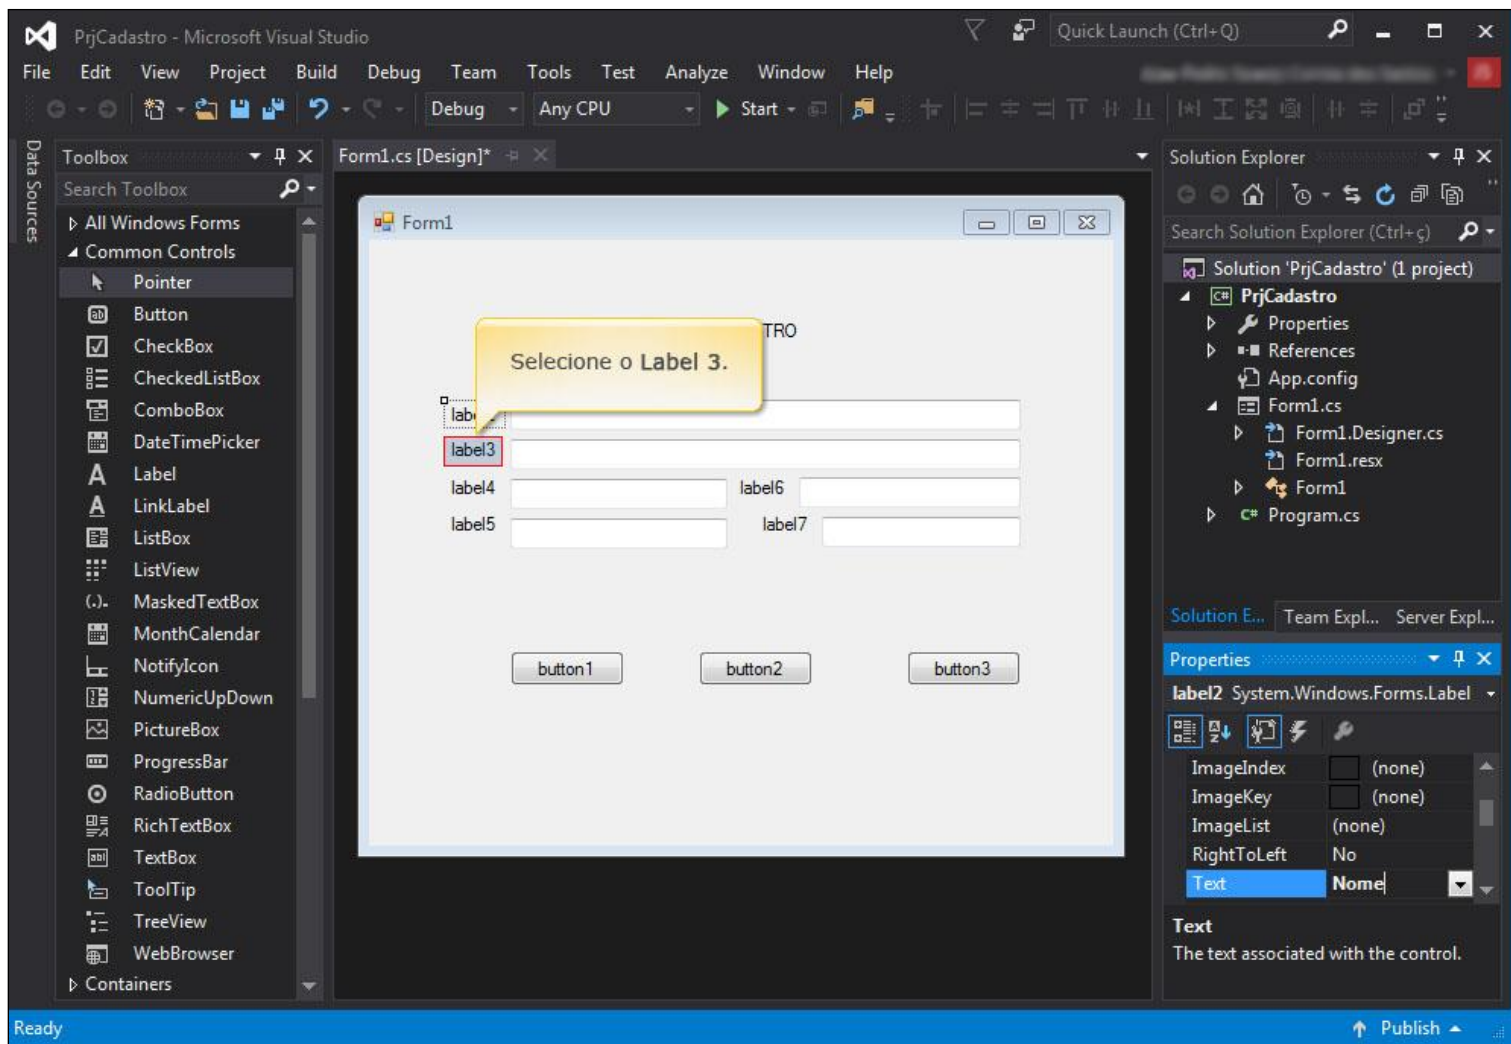 PrjCadastro - Microsoft Visual Studio
Quick Launch (Ctrl+Q)
File Edit View Project Build Debug Team Tools Test Analyze Window Help
Debug Any CPU Start
Data Sources
Toolbox
Search Toolbox
All Windows Forms
Common Controls
Pointer
Button
CheckBox
CheckedListBox
ComboBox
DateTimePicker
Label
LinkLabel
ListBox
ListView
MaskedTextBox
MonthCalendar
NotifyIcon
NumericUpDown
PictureBox
ProgressBar
RadioButton
RichTextBox
TextBox
ToolTip
TreeView
WebBrowser
Containers
Form1.cs [Design]*
Form1
TRO
Selecione o Label 3.
label3
label4
label6
label5
label7
button1
button2
button3
Solution Explorer
Search Solution Explorer (Ctrl+ç)
Solution 'PrjCadastro' (1 project)
PrjCadastro
Properties
References
App.config
Form1.cs
Form1.Designer.cs
Form1.resx
Form1
Program.cs
Solution E... Team Expl... Server Expl...
Properties
label2 System.Windows.Forms.Label
ImageIndex (none)
ImageKey (none)
ImageList (none)
RightToLeft No
Text Nome
Text
The text associated with the control.
Ready
Publish